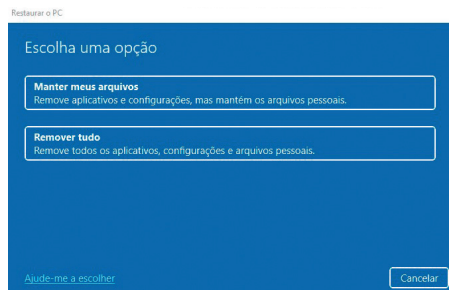 Restaurar o PC
Escolha uma opção
Manter meus arquivos
Remove aplicativos e configurações, mas mantém os arquivos pessoais.
Remover tudo
Remove todos os aplicativos, configurações e arquivos pessoais.
Ajude-me a escolher
Cancelar